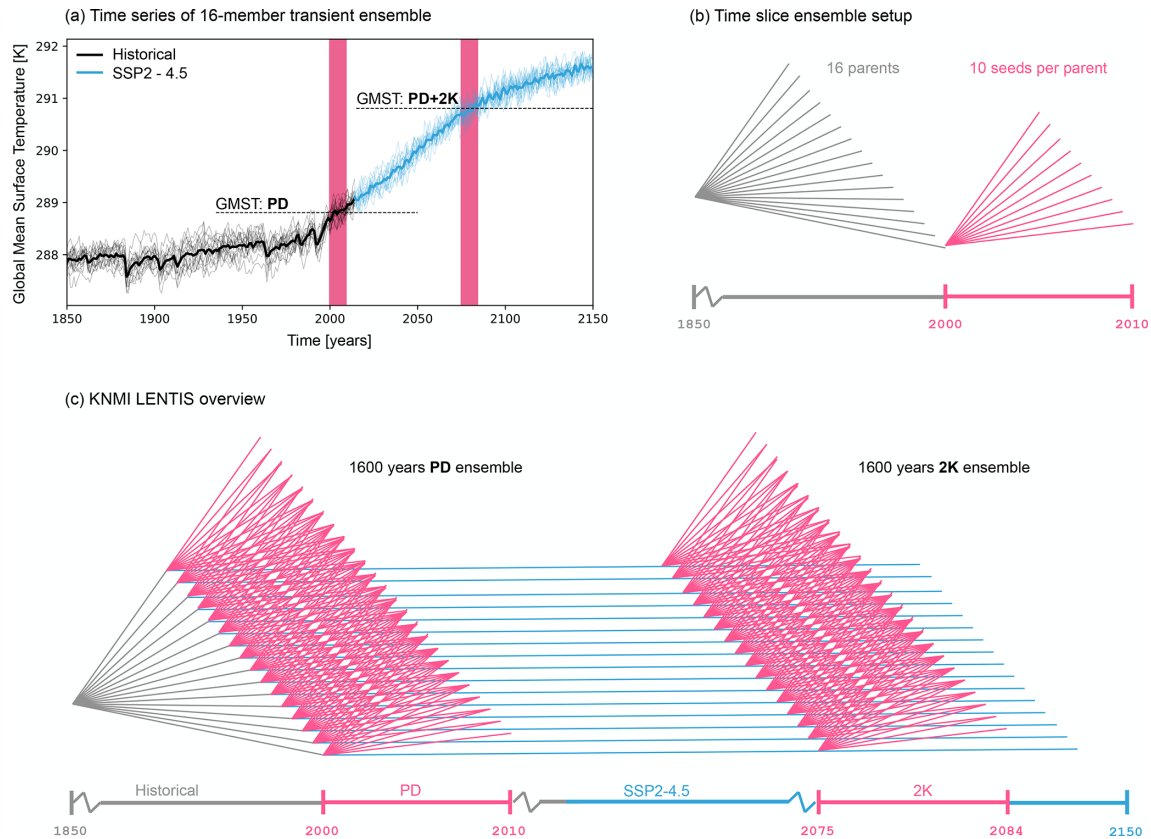 (a) Time series of 16-member transient ensemble
Global Mean Surface Temperature [K]
292
291
290
289
288
Historical
SSP2 - 4.5
GMST: PD+2K
GMST: PD
1850
1900
1950
2000
2050
2100
2150
Time [years]
(b) Time slice ensemble setup
16 parents
10 seeds per parent
1850
2000
2010
(c) KNMI LENTIS overview
1600 years PD ensemble
1600 years 2K ensemble
Historical
PD
SSP2-4.5
2K
1850
2000
2010
2075
2084
2150